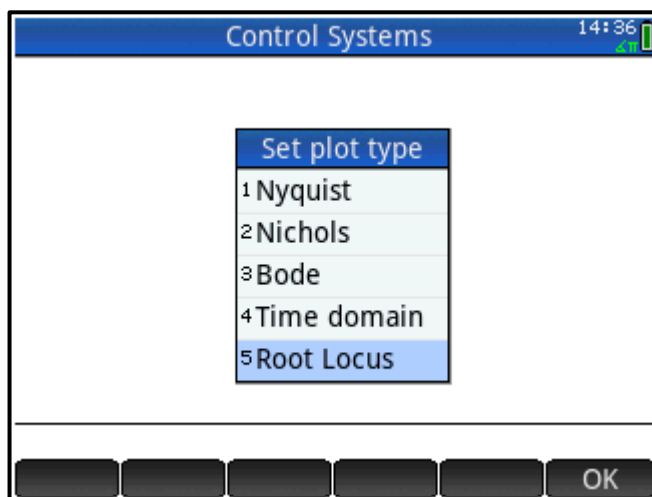 Control Systems
14:36
∡π
Set plot type
1 Nyquist
2 Nichols
3 Bode
4 Time domain
5 Root Locus
OK